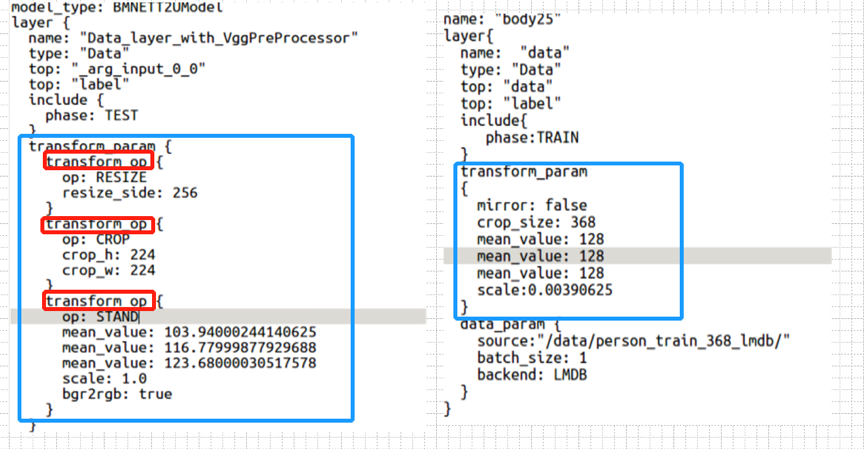 model_type: BMNETT2UModel
layer {
name: "Data_layer_with_VggPreProcessor"
type: "Data"
top: "_arg_input_0_0"
top: "label"
include {
phase: TEST
}
transform_param {
transform_op {
op: RESIZE
resize_side: 256
}
transform_op {
op: CROP
crop_h: 224
crop_w: 224
}
transform_op {
op: STAND
mean_value: 103.94000244140625
mean_value: 116.77999877929688
mean_value: 123.68000030517578
scale: 1.0
bgr2rgb: true
}
}
name: "body25"
layer{
name: "data"
type: "Data"
top: "data"
top: "label"
include{
phase:TRAIN
}
transform_param
{
mirror: false
crop_size: 368
mean_value: 128
mean_value: 128
mean_value: 128
scale:0.00390625
}
data_param {
source:"/data/person_train_368_lmdb/"
batch_size: 1
backend: LMDB
}
}